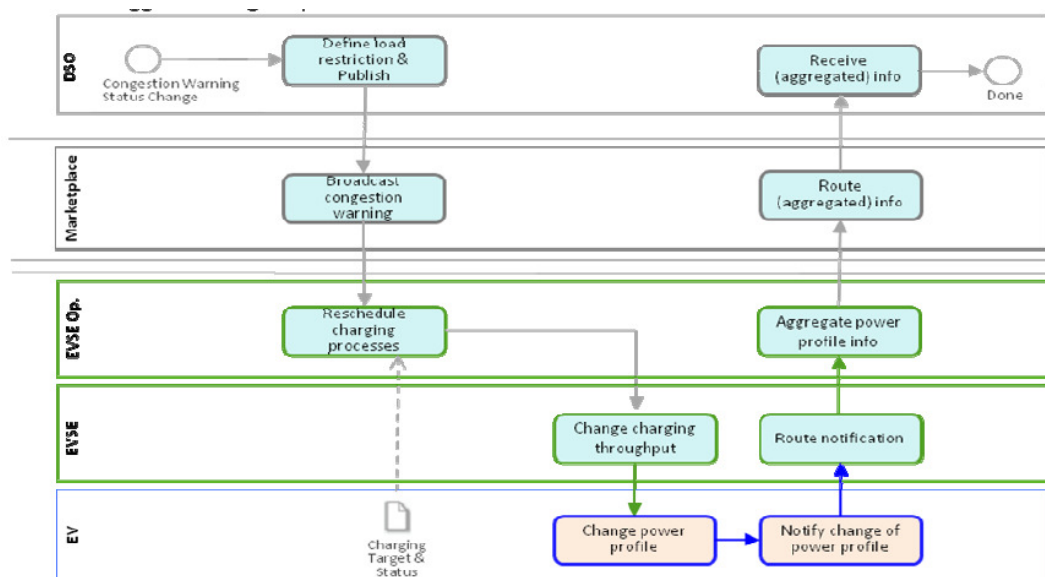 DSO
Congestion Warning
Status Change
Define load
restriction &
Publish
Receive
(aggregated) info
Done
Marketplace
Broadcast
congestion
warning
Route
(aggregated) info
EVSE Op.
Reschedule
charging
processes
Aggregate power
profile info
EVSE
Change charging
throughput
Route notification
EV
Charging
Target &
Status
Change power
profile
Notify change of
power profile